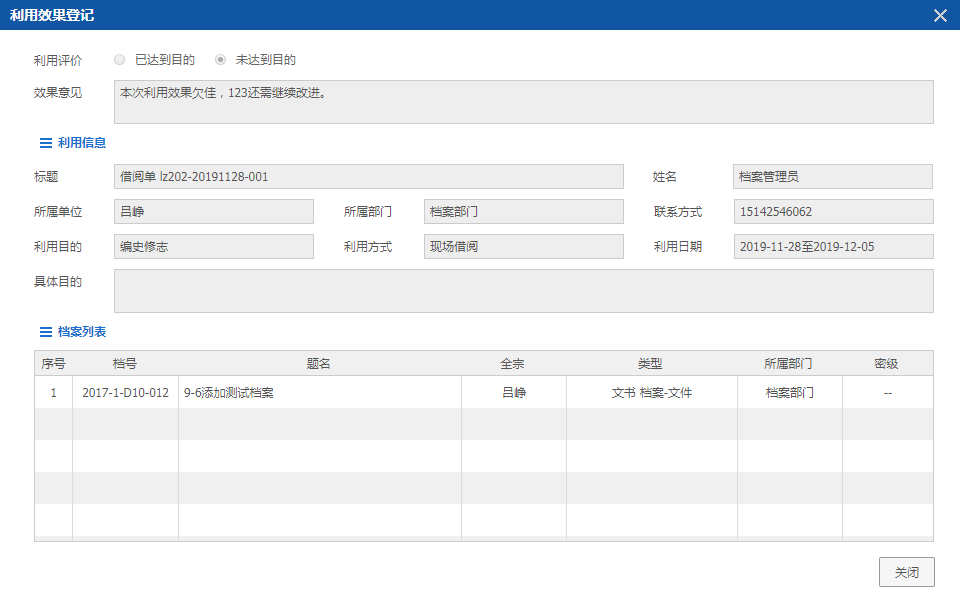 利用效果登记
利用评价 已达到目的 未达到目的
效果意见 本次利用效果欠佳，123还需继续改进。
利用信息
标题 借阅单 lz202-20191128-001 姓名 档案管理员
所属单位 吕峥 所属部门 档案部门 联系方式 15142546062
利用目的 编史修志 利用方式 现场借阅 利用日期 2019-11-28至2019-12-05
具体目的
档案列表
序号 档号 题名 全宗 类型 所属部门 密级
1 2017-1-D10-012 9-6添加测试档案 吕峥 文书 档案-文件 档案部门 --
关闭